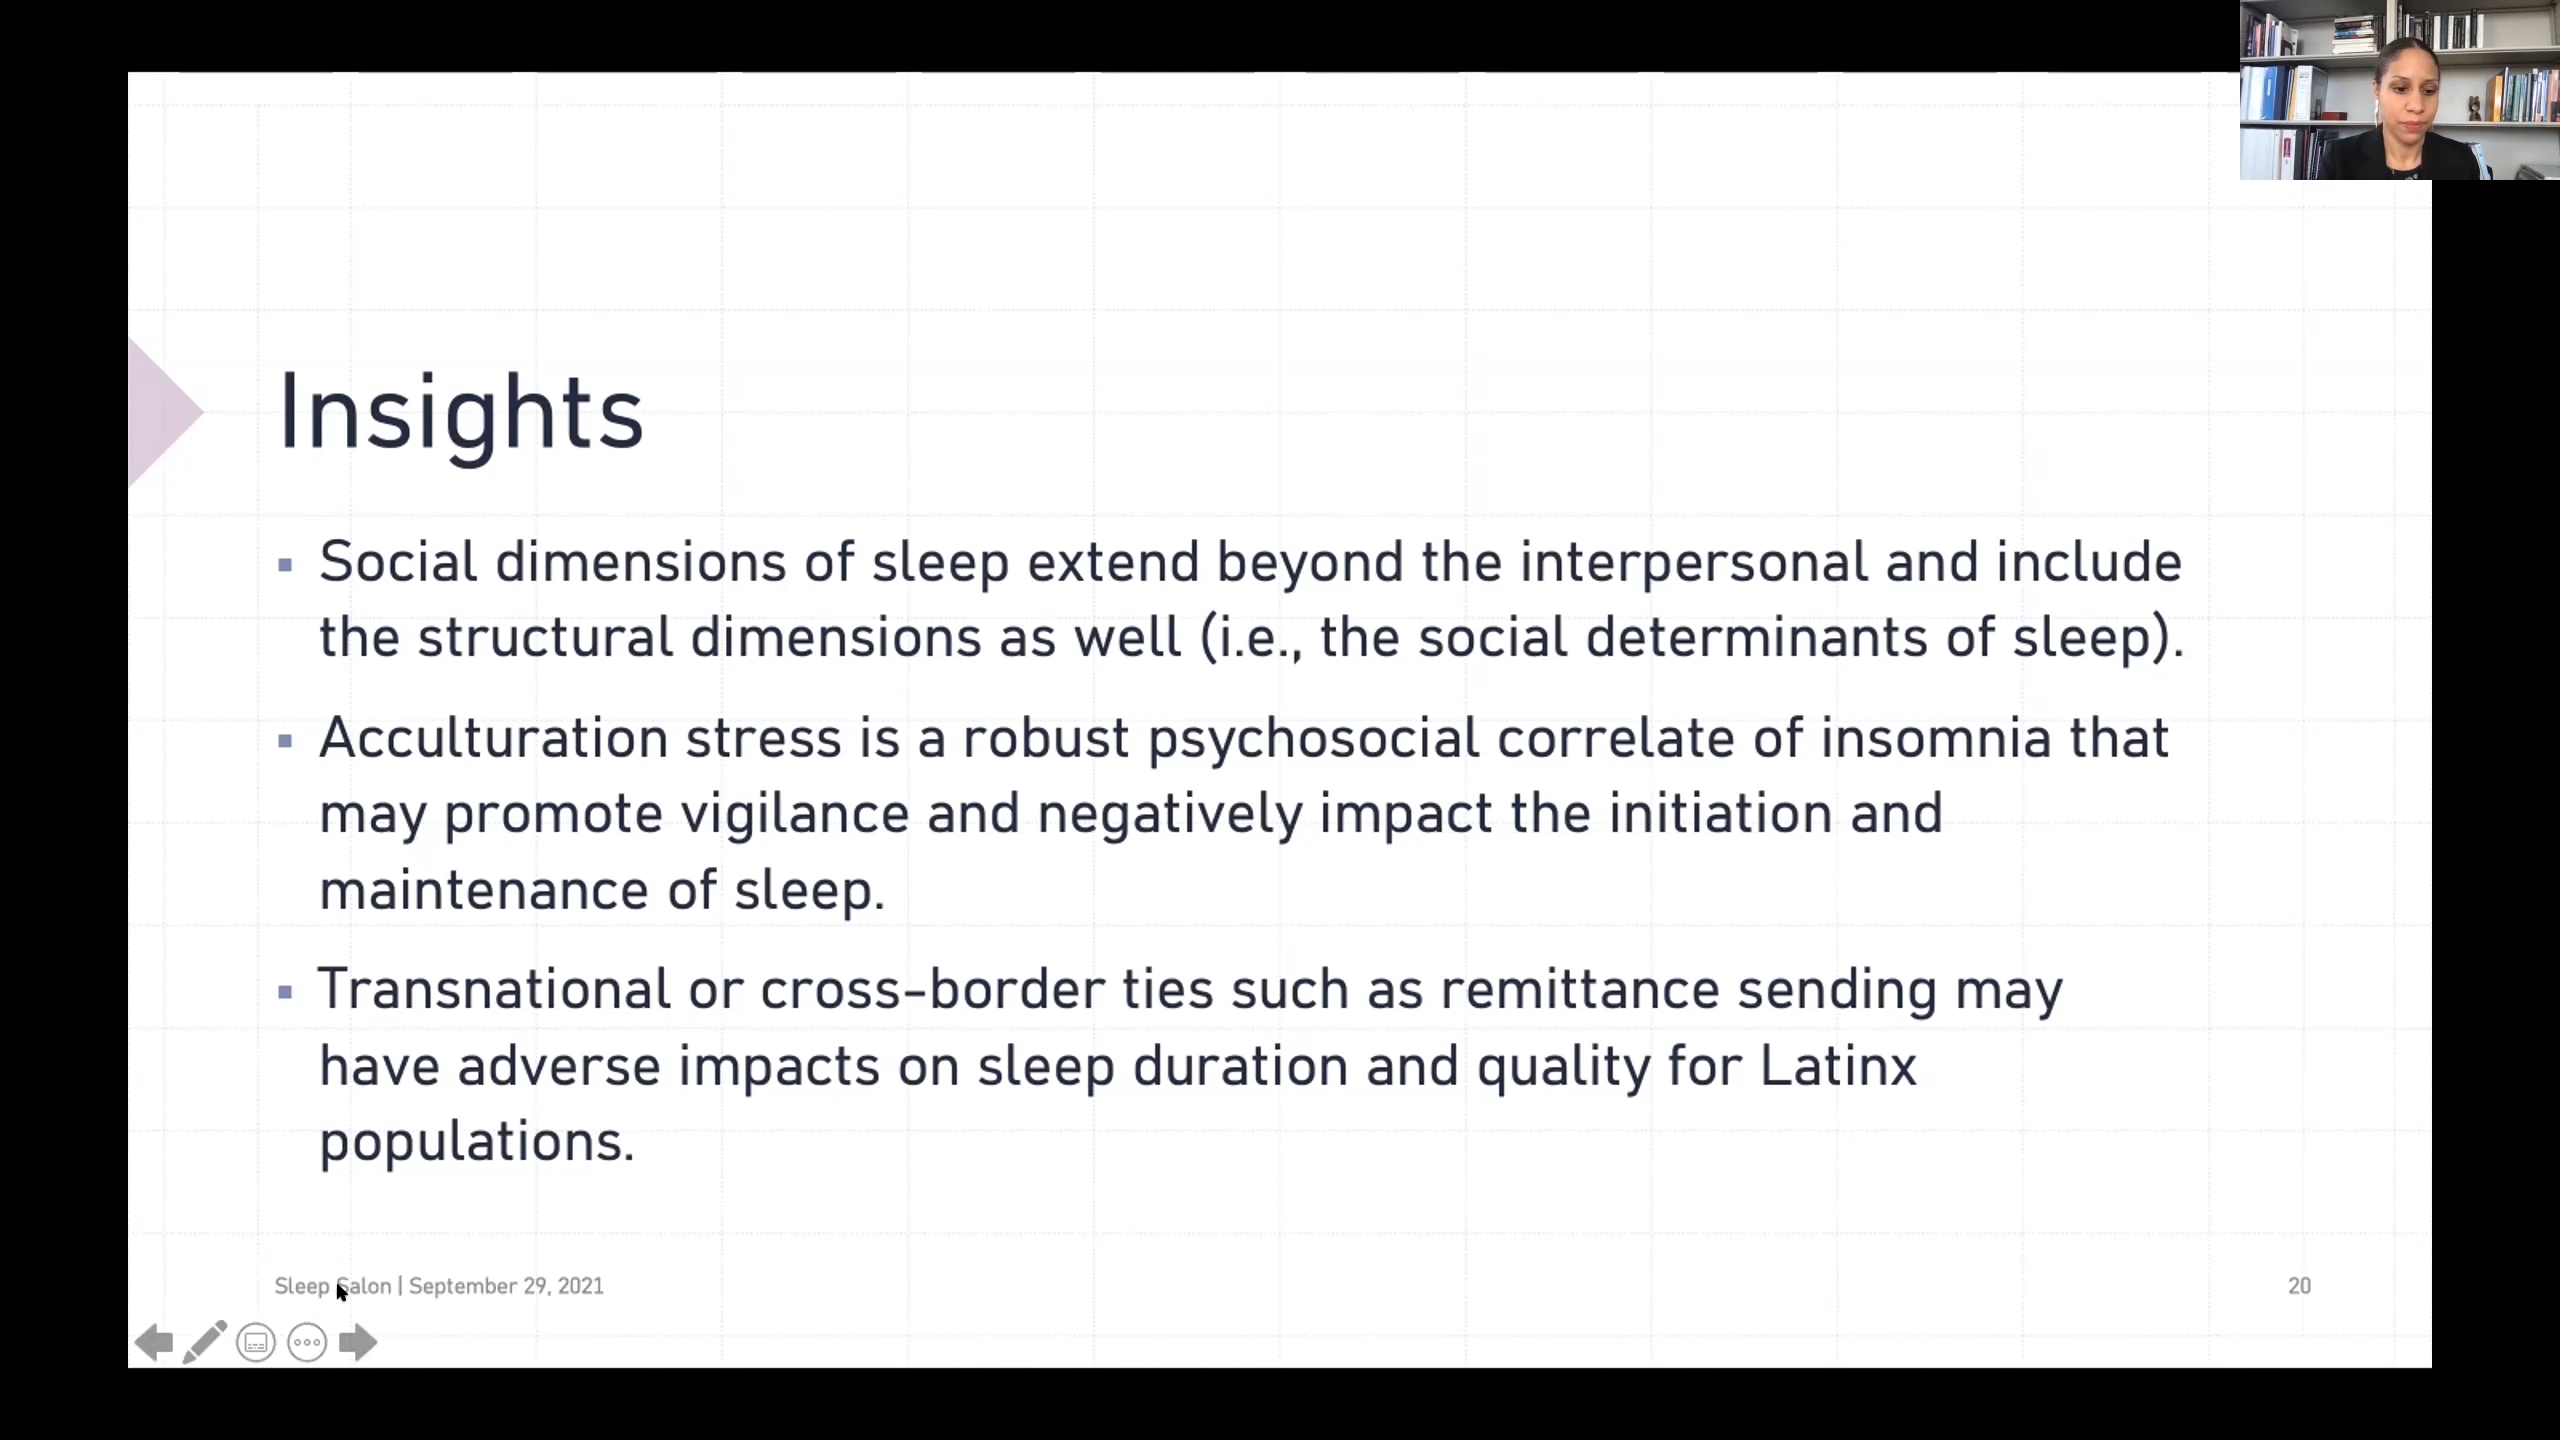 Insights
▪ Social dimensions of sleep extend beyond the interpersonal and include
the structural dimensions as well (i.e., the social determinants of sleep).
▪ Acculturation stress is a robust psychosocial correlate of insomnia that
may promote vigilance and negatively impact the initiation and
maintenance of sleep.
▪ Transnational or cross-border ties such as remittance sending may
have adverse impacts on sleep duration and quality for Latinx
populations.
Sleep Salon | September 29, 2021
20